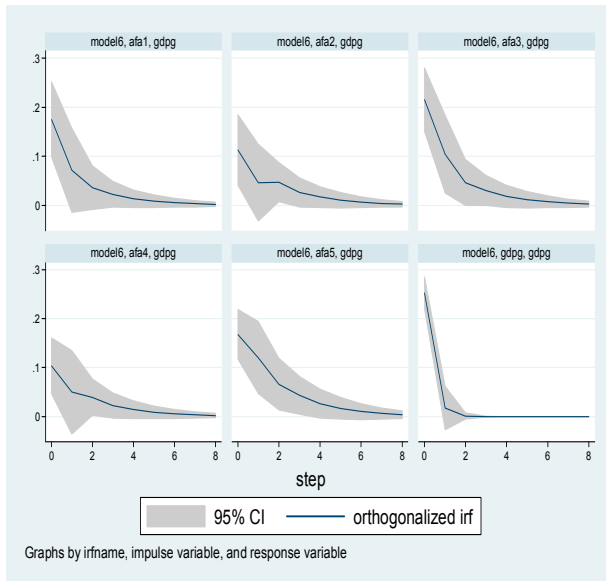 model6, afa1, gdpg
model6, afa2, gdpg
model6, afa3, gdpg
.3
.2
.1
0
model6, afa4, gdpg
model6, afa5, gdpg
model6, gdpg, gdpg
.3
.2
.1
0
0 2 4 6 8
0 2 4 6 8
0 2 4 6 8
step
95% CI
orthogonalized irf
Graphs by irfname, impulse variable, and response variable